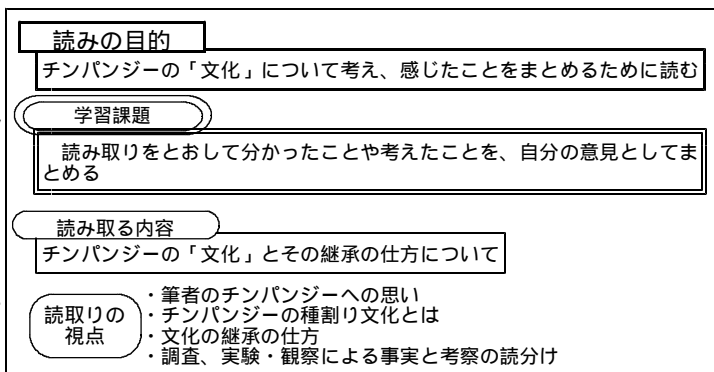 読みの目的
チンパンジーの「文化」について考え、感じたことをまとめるために読む
学習課題
読み取りをとおして分かったことや考えたことを、自分の意見としてま
とめる
読み取る内容
チンパンジーの「文化」とその継承の仕方について
読取りの
視点
・筆者のチンパンジーへの思い
・チンパンジーの種割り文化とは
・文化の継承の仕方
・調査、実験・観察による事実と考察の読分け